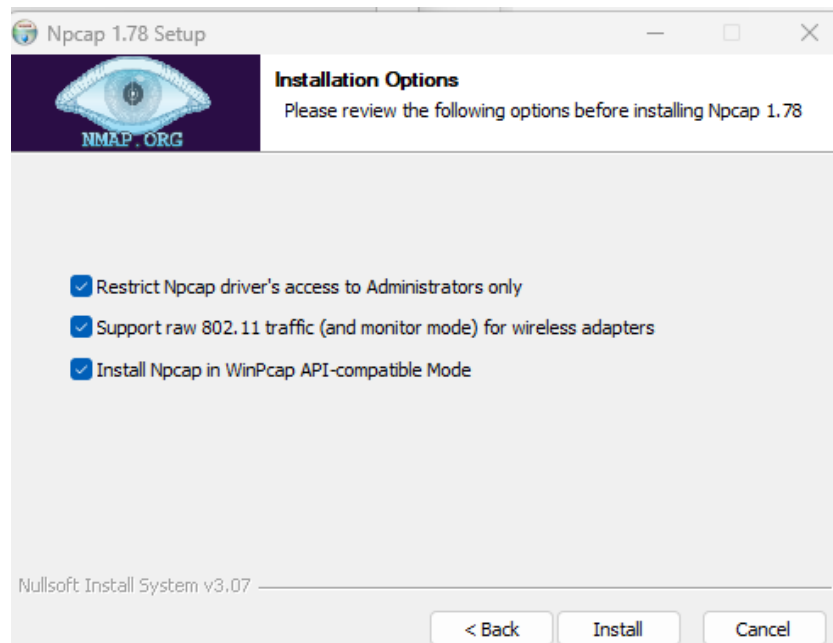 Npcap 1.78 Setup
NMAP.ORG
Installation Options
Please review the following options before installing Npcap 1.78
Restrict Npcap driver's access to Administrators only
Support raw 802.11 traffic (and monitor mode) for wireless adapters
Install Npcap in WinPcap API-compatible Mode
Nullsoft Install System v3.07
< Back Install Cancel